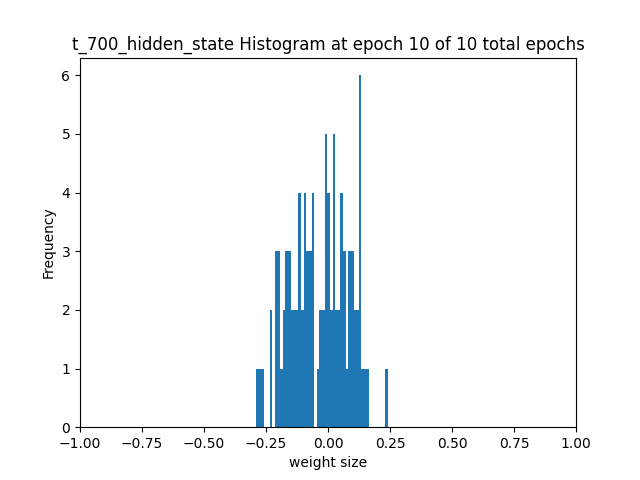 t_700_hidden_state Histogram at epoch 10 of 10 total epochs
6
5
4
3
2
1
0
Frequency
−1.00 −0.75 −0.50 −0.25 0.00 0.25 0.50 0.75 1.00
weight size